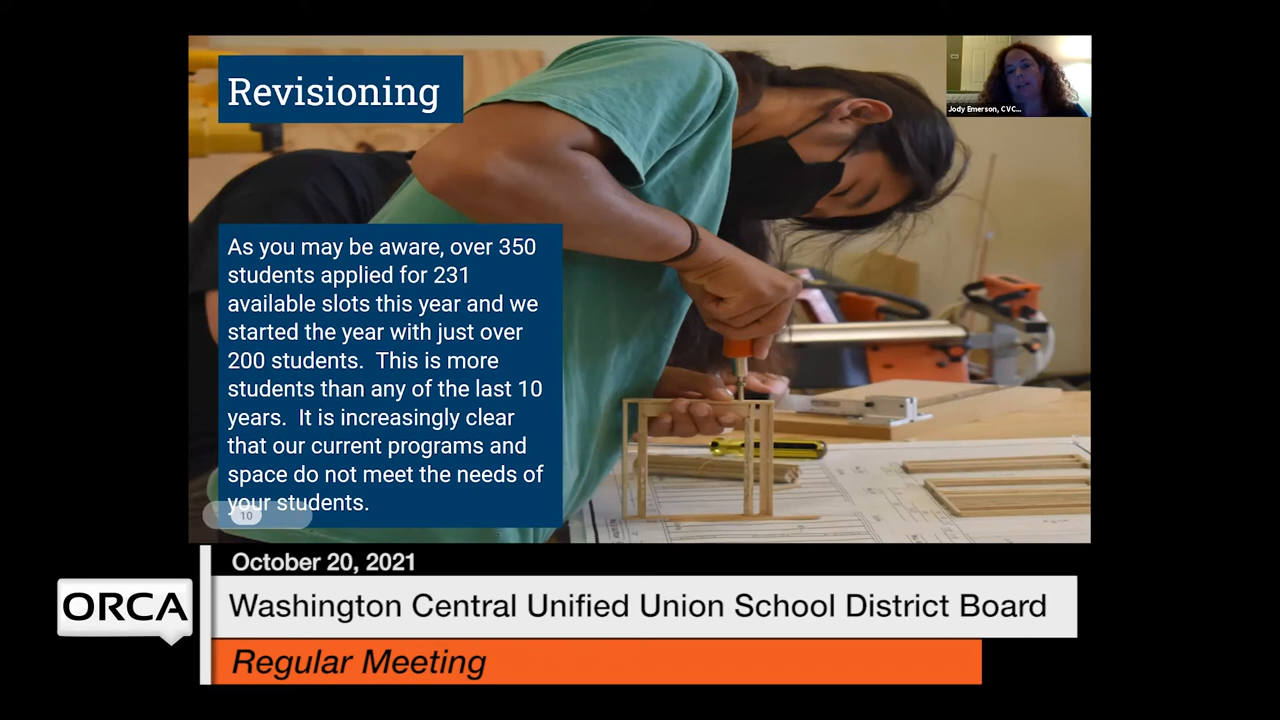 Revisioning
Jody Emerson, CVC...
As you may be aware, over 350
students applied for 231
available slots this year and we
started the year with just over
200 students.  This is more
students than any of the last 10
years.  It is increasingly clear
that our current programs and
space do not meet the needs of
your students.
10
October 20, 2021
ORCA
Washington Central Unified Union School District Board
Regular Meeting